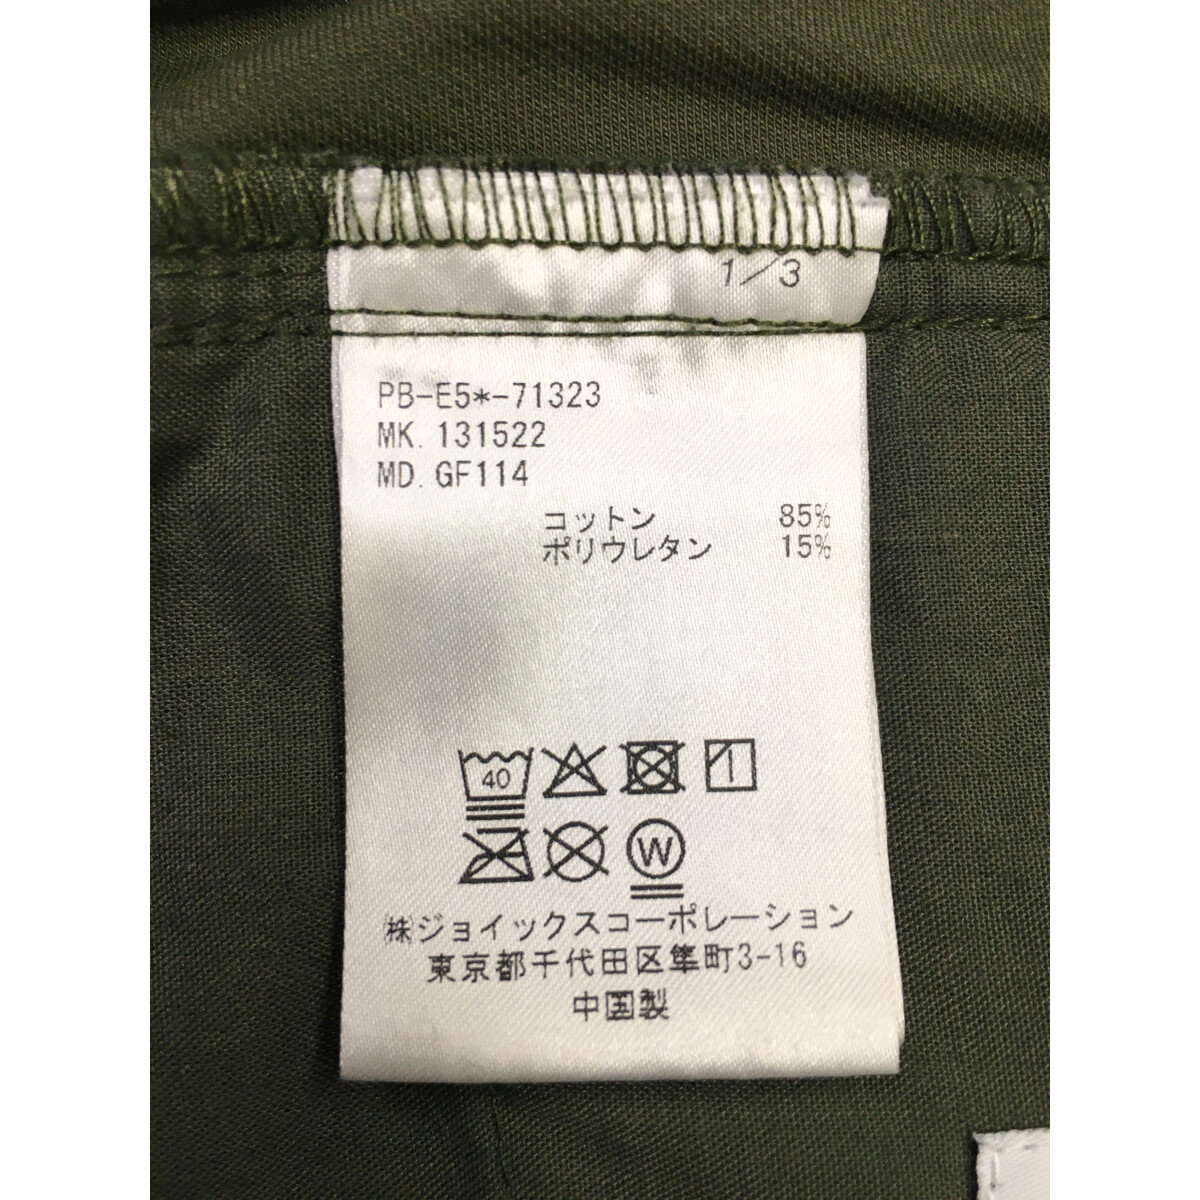 1／3
PB-E5*-71323
MK. 131522
MD. GF114
コットン 85%
ポリウレタン 15%
40
W
㈱ジョイックスコーポレーション
東京都千代田区隼町3-16
中国製